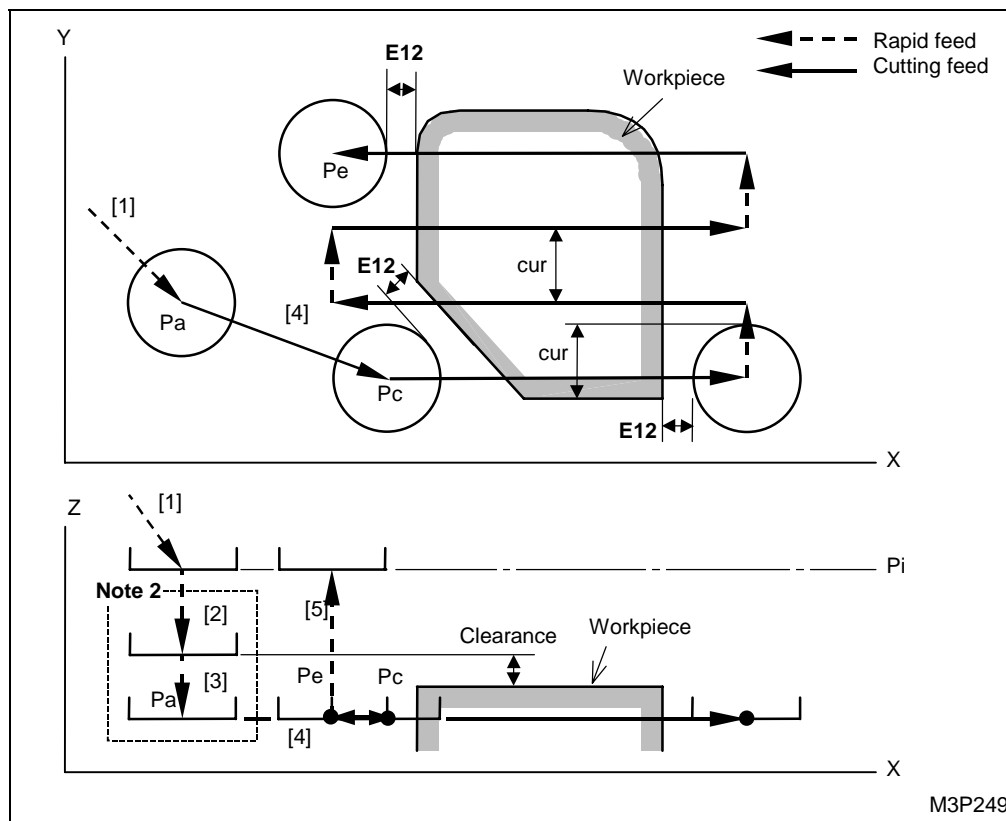 Y
E12
Rapid feed
Cutting feed
Workpiece
Pe
[1]
E12
cur
Pa
[4]
cur
Pc
E12
X
Z
[1]
Pi
Note 2
[2]
[5]
Clearance
Workpiece
[3]
Pe
Pc
Pa
[4]
X
M3P249